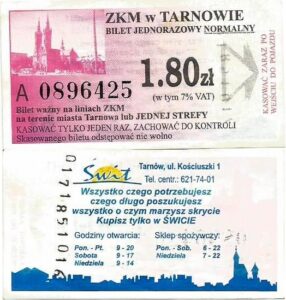 ZKM w TARNOWIE
BILET JEDNORAZOWY NORMALNY
1.80zł
(w tym 7% VAT)
A 0896425
Bilet ważny na liniach ZKM
na terenie miasta Tarnowa lub Jednej Strefy
KASOWAĆ TYLKO JEDEN RAZ, ZACHOWAĆ DO KONTROLI
Skasowanego biletu odstępować nie wolno
KASOWAĆ ZARAZ PO
WEJŚCIU DO POJAZDU
Świt
Tarnów, ul. Kościuszki 1
Tel. centr.: 621-74-01
Wszystko czego potrzebujesz
czego długo poszukujesz
wszystko o czym marzysz skrycie
Kupisz tylko w ŚWICIE
Godziny otwarcia:
Pon. - Pt. 9 - 20
Sobota 9 - 17
Niedziela 9 - 14
Sklep spożywczy:
Pon. - Sob. 6 - 22
Niedziela 7 - 22